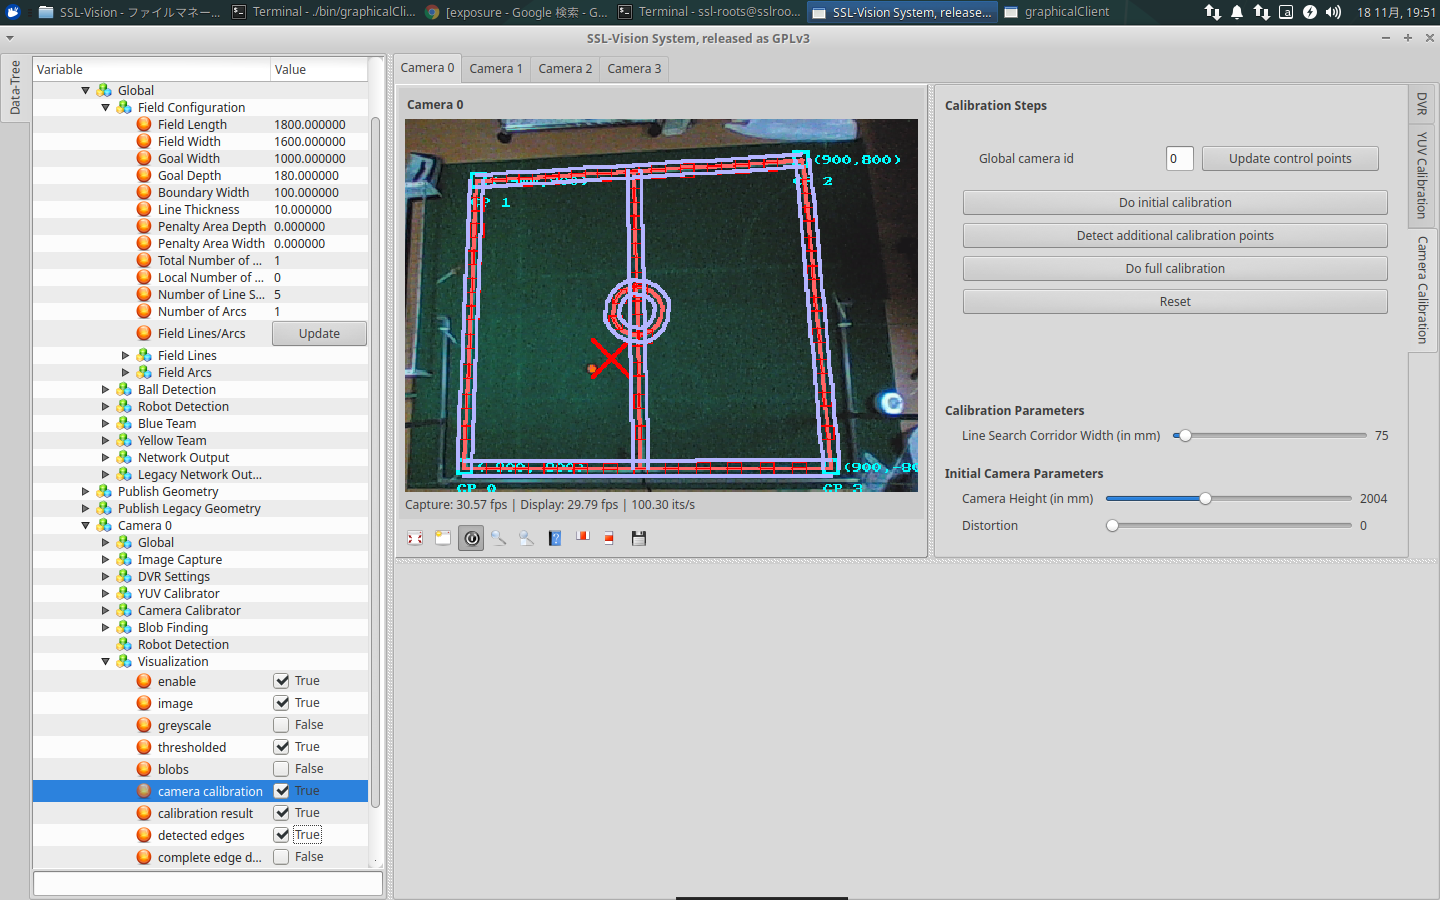 SSL-Vision - ファイルマネー...
Terminal - ./bin/graphicalCli...
[exposure - Google 検索 - G...
Terminal - ssl-roots@sslroo...
SSL-Vision System, release...
graphicalClient
a
18 11月, 19:51
SSL-Vision System, released as GPLv3
Data-Tree
Variable Value
Global
Field Configuration
Field Length 1800.000000
Field Width 1600.000000
Goal Width 1000.000000
Goal Depth 180.000000
Boundary Width 100.000000
Line Thickness 10.000000
Penalty Area Depth 0.000000
Penalty Area Width 0.000000
Total Number of ... 1
Local Number of ... 0
Number of Line S... 5
Number of Arcs 1
Field Lines/Arcs Update
Field Lines
Field Arcs
Ball Detection
Robot Detection
Blue Team
Yellow Team
Network Output
Legacy Network Out...
Publish Geometry
Publish Legacy Geometry
Camera 0
Global
Image Capture
DVR Settings
YUV Calibrator
Camera Calibrator
Blob Finding
Robot Detection
Visualization
enable True
image True
greyscale False
thresholded True
blobs False
camera calibration True
calibration result True
detected edges True
complete edge d... False
Camera 0 Camera 1 Camera 2 Camera 3
Camera 0
(900,800)
CP 1
CP 2
(900,-80
CP 0
CP 3
Capture: 30.57 fps | Display: 29.79 fps | 100.30 its/s
Calibration Steps
Global camera id 0 Update control points
Do initial calibration
Detect additional calibration points
Do full calibration
Reset
Calibration Parameters
Line Search Corridor Width (in mm) 75
Initial Camera Parameters
Camera Height (in mm) 2004
Distortion 0
DVR
YUV Calibration
Camera Calibration